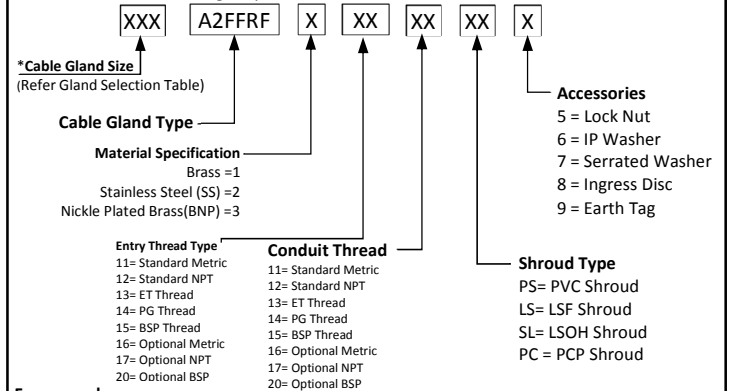 XXX A2FFRF X XX XX XX X
*Cable Gland Size
(Refer Gland Selection Table)
Cable Gland Type
Material Specification
Brass =1
Stainless Steel (SS) =2
Nickle Plated Brass(BNP) =3
Entry Thread Type
11= Standard Metric
12= Standard NPT
13= ET Thread
14= PG Thread
15= BSP Thread
16= Optional Metric
17= Optional NPT
20= Optional BSP
Conduit Thread
11= Standard Metric
12= Standard NPT
13= ET Thread
14= PG Thread
15= BSP Thread
16= Optional Metric
17= Optional NPT
20= Optional BSP
Accessories
5 = Lock Nut
6 = IP Washer
7 = Serrated Washer
8 = Ingress Disc
9 = Earth Tag
Shroud Type
PS= PVC Shroud
LS= LSF Shroud
SL= LSOH Shroud
PC = PCP Shroud